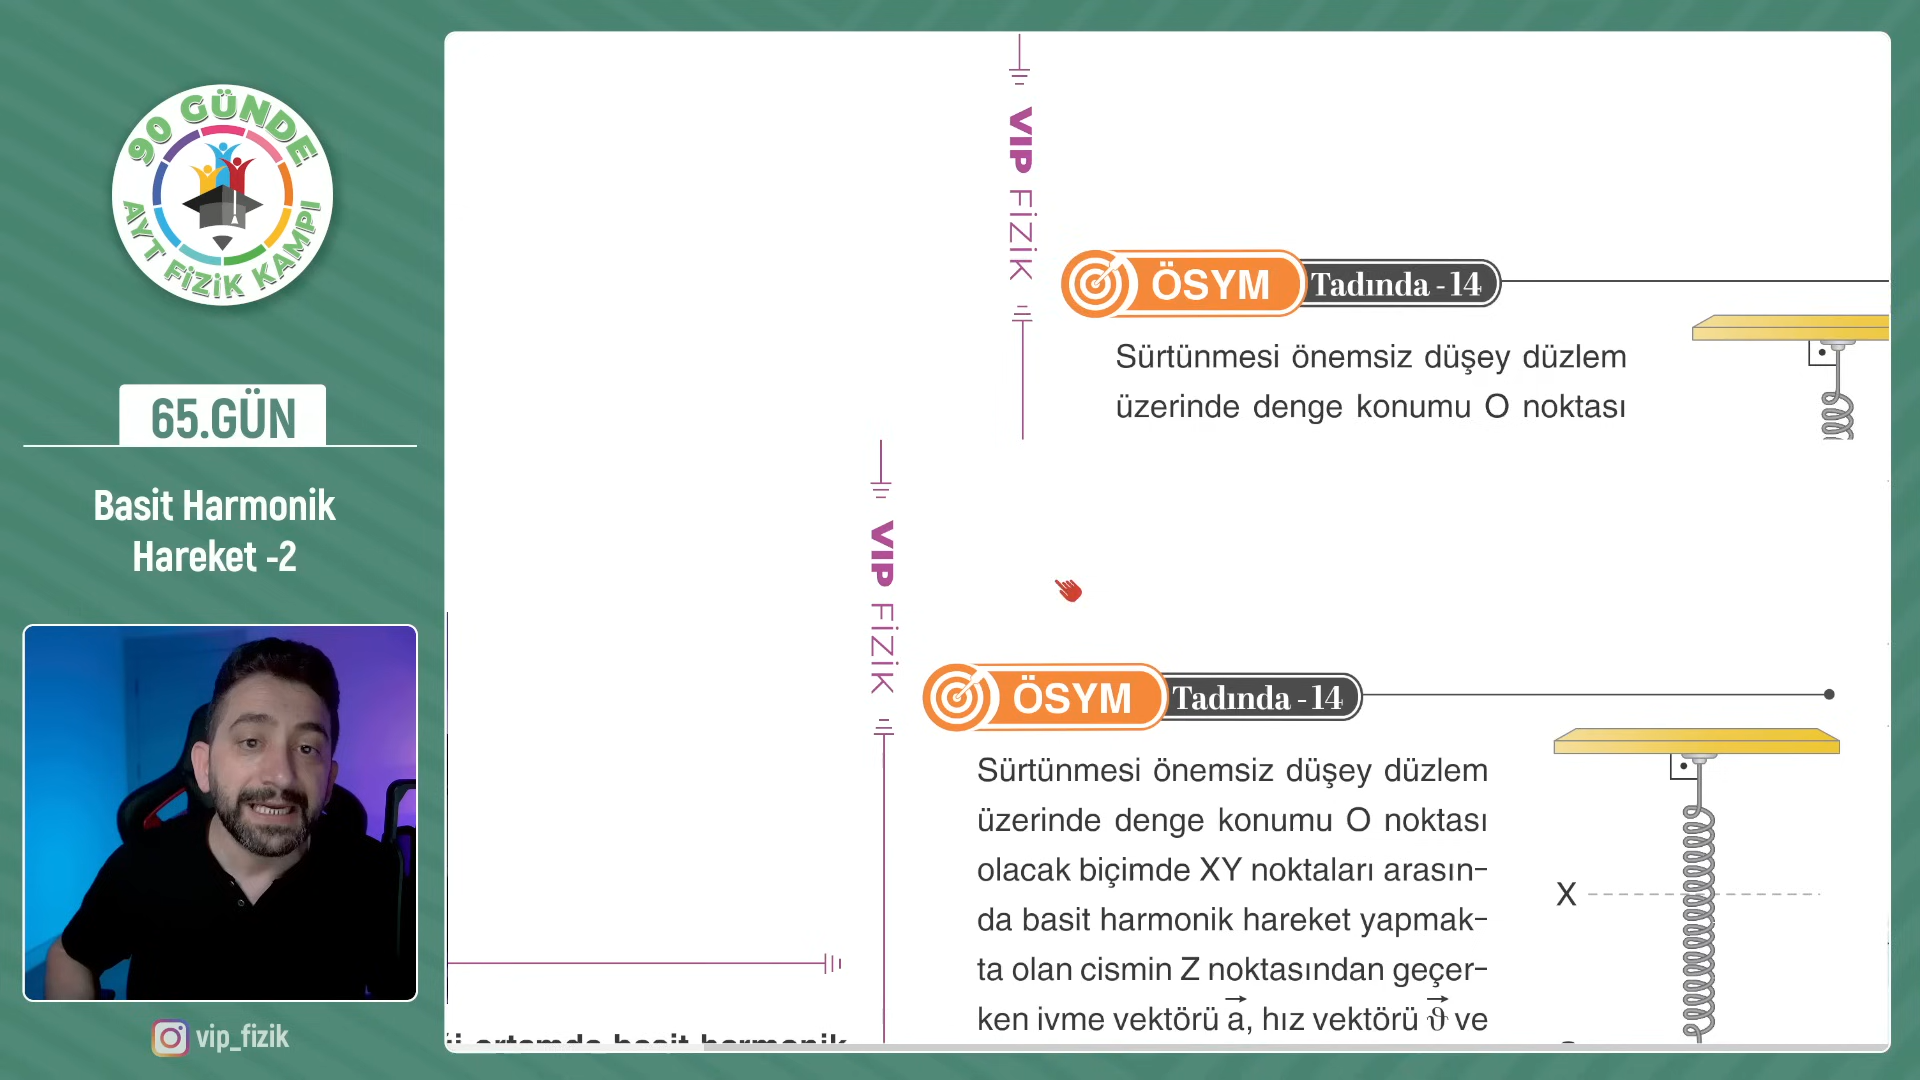 90 GÜNDE
AYT FİZİK KAMPI
65.GÜN
Basit Harmonik
Hareket -2
vip_fizik
VIP FİZİK
ÖSYM Tadında - 14
Sürtünmesi önemsiz düşey düzlem
üzerinde denge konumu O noktası
VIP FİZİK
ÖSYM Tadında - 14
Sürtünmesi önemsiz düşey düzlem
üzerinde denge konumu O noktası
olacak biçimde XY noktaları arasın-
da basit harmonik hareket yapmak-
ta olan cismin Z noktasından geçer-
ken ivme vektörü a⃗, hız vektörü ϑ⃗ ve
X
ortamda basit harmonik